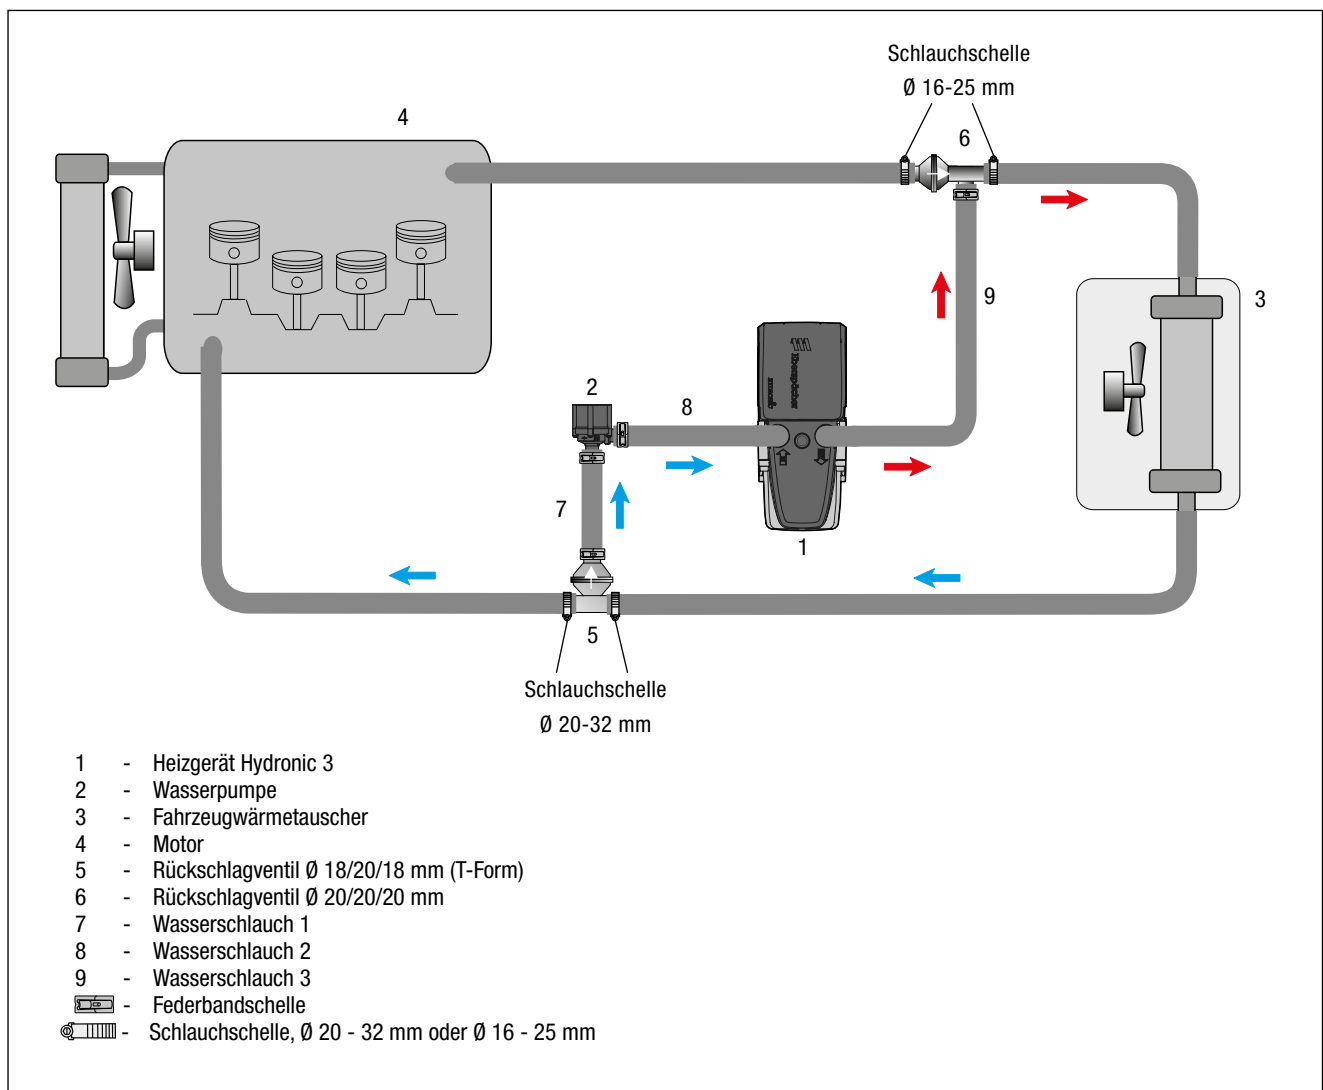 Schlauchschelle
Ø 16-25 mm
4
6
9
3
2
8
Eberspächer
7
1
5
Schlauchschelle
Ø 20-32 mm
1 - Heizgerät Hydronic 3
2 - Wasserpumpe
3 - Fahrzeugwärmetauscher
4 - Motor
5 - Rückschlagventil Ø 18/20/18 mm (T-Form)
6 - Rückschlagventil Ø 20/20/20 mm
7 - Wasserschlauch 1
8 - Wasserschlauch 2
9 - Wasserschlauch 3
- Federbandschelle
- Schlauchschelle, Ø 20 - 32 mm oder Ø 16 - 25 mm